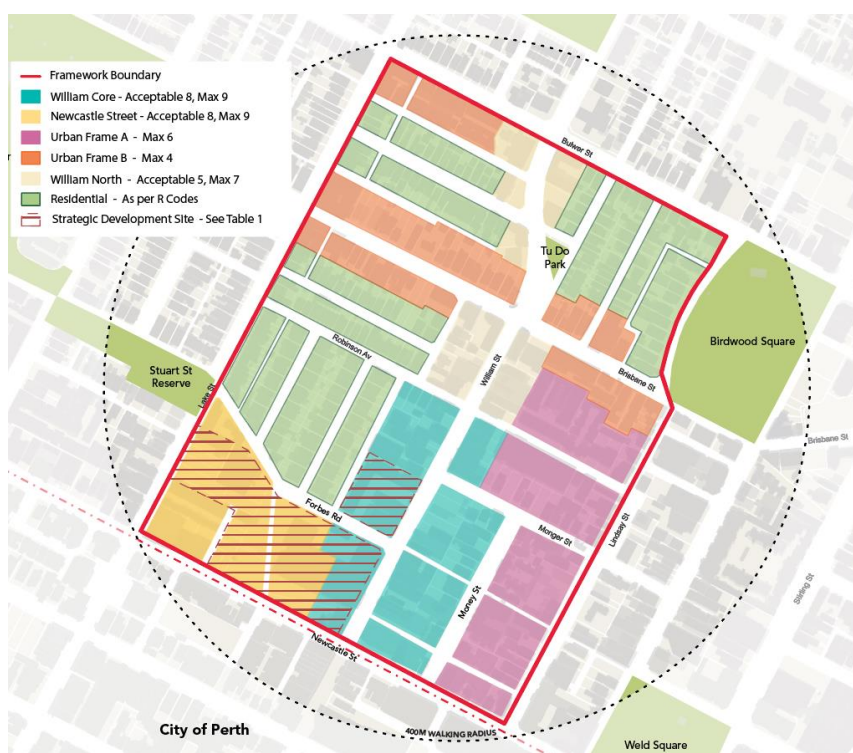 Framework Boundary
William Core - Acceptable 8, Max 9
Newcastle Street - Acceptable 8, Max 9
Urban Frame A - Max 6
Urban Frame B - Max 4
William North - Acceptable 5, Max 7
Residential - As per R Codes
Strategic Development Site - See Table 1
Bulwer St
Tu Do
Park
Birdwood Square
Stuart St
Reserve
Robinson Av
William St
Brisbane St
Lake St
Brisbane St
Forbes Rd
Monger St
Lindsay St
Stirling St
Money St
Newcastle St
City of Perth
400M WALKING RADIUS
Weld Square